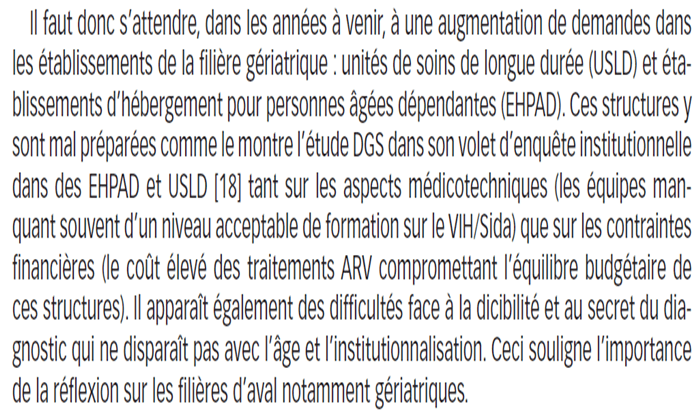 Il faut donc s'attendre, dans les années à venir, à une augmentation de demandes dans
les établissements de la filière gériatrique : unités de soins de longue durée (USLD) et éta-
blissements d'hébergement pour personnes âgées dépendantes (EHPAD). Ces structures y
sont mal préparées comme le montre l'étude DGS dans son volet d'enquête institutionnelle
dans des EHPAD et USLD [18] tant sur les aspects médicotechniques (les équipes man-
quant souvent d'un niveau acceptable de formation sur le VIH/Sida) que sur les contraintes
financières (le coût élevé des traitements ARV compromettant l'équilibre budgétaire de
ces structures). Il apparaît également des difficultés face à la dicibilité et au secret du dia-
gnostic qui ne disparaît pas avec l'âge et l'institutionnalisation. Ceci souligne l'importance
de la réflexion sur les filières d'aval notamment gériatriques.